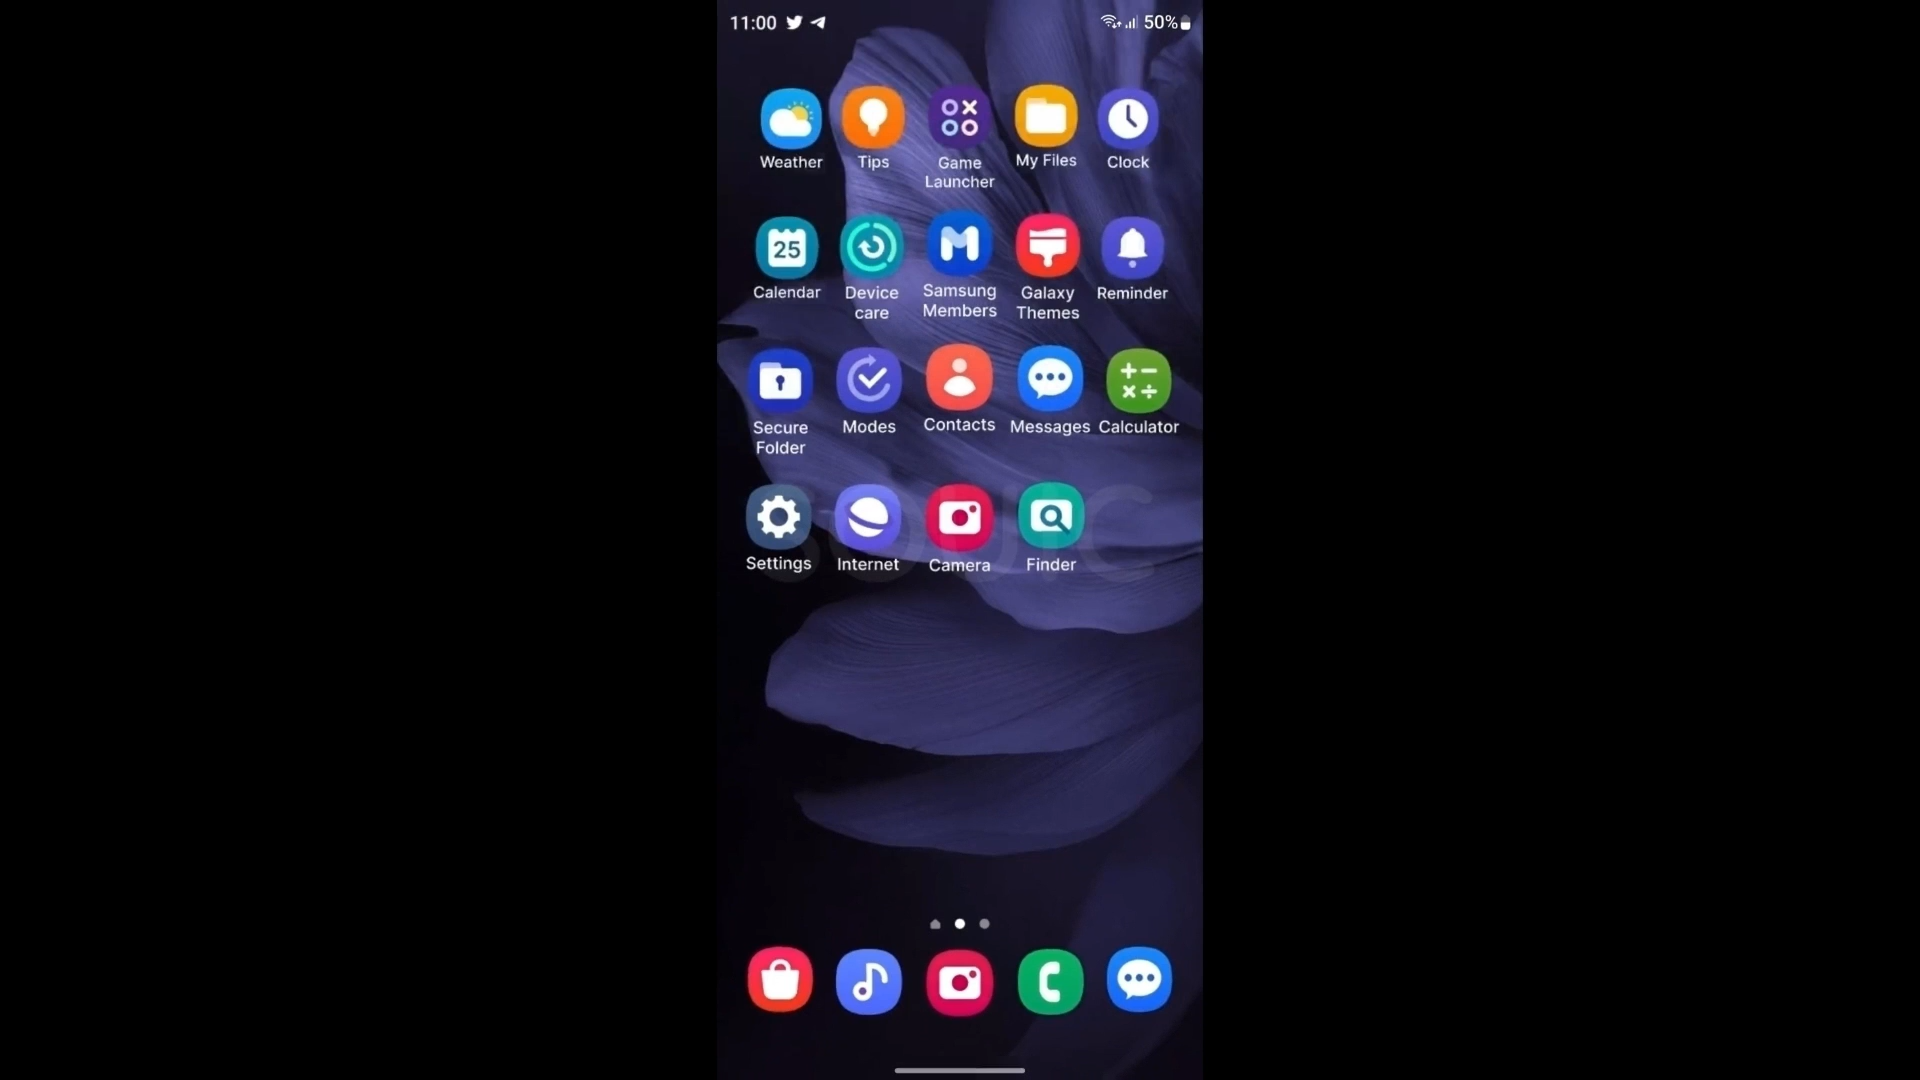 11:00 50%
Weather Tips Game Launcher My Files Clock
25
Calendar Device care Samsung Members Galaxy Themes Reminder
Secure Folder Modes Contacts Messages Calculator
Settings Internet Camera Finder